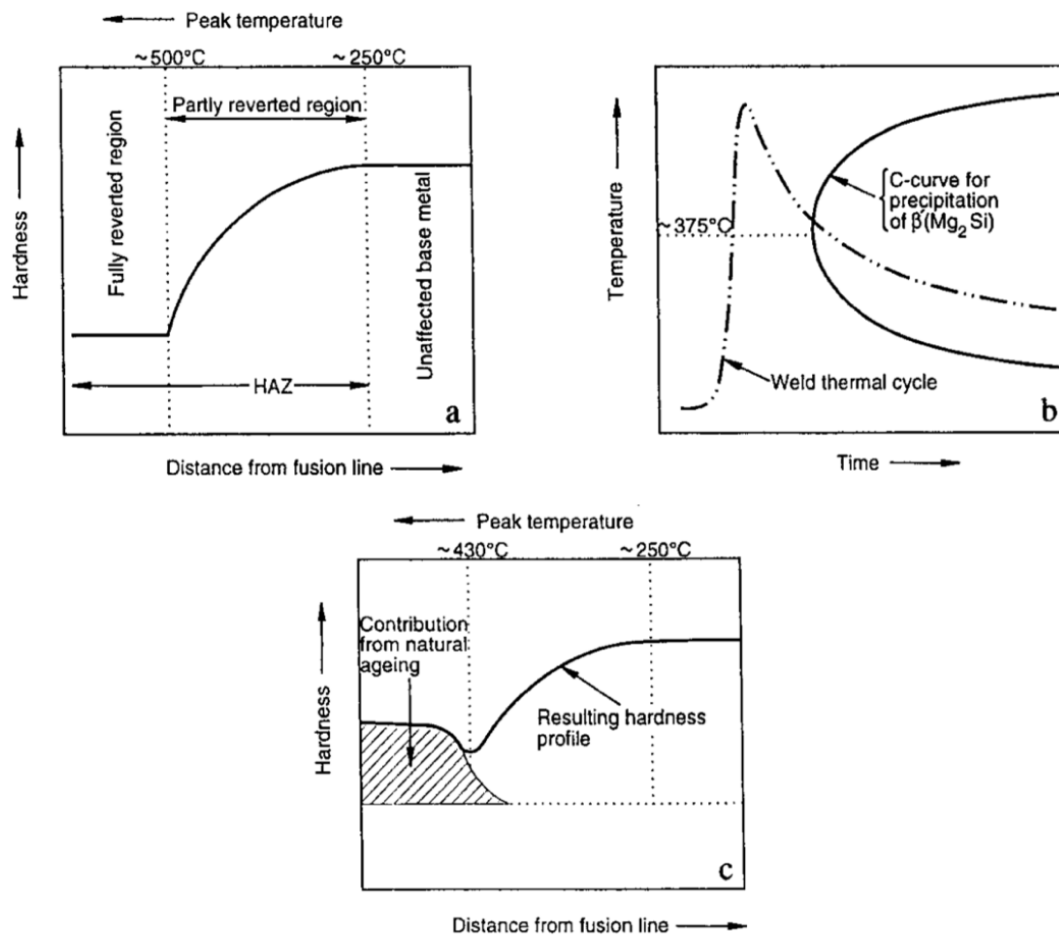 Peak temperature
~500°C
~250°C
Partly reverted region
Fully reverted region
Unaffected base metal
Hardness
HAZ
a
Distance from fusion line
Temperature
C-curve for
precipitation
of β'(Mg₂Si)
~375°C
Weld thermal cycle
b
Time
Peak temperature
~430°C
~250°C
Contribution
from natural
ageing
Hardness
Resulting hardness
profile
c
Distance from fusion line